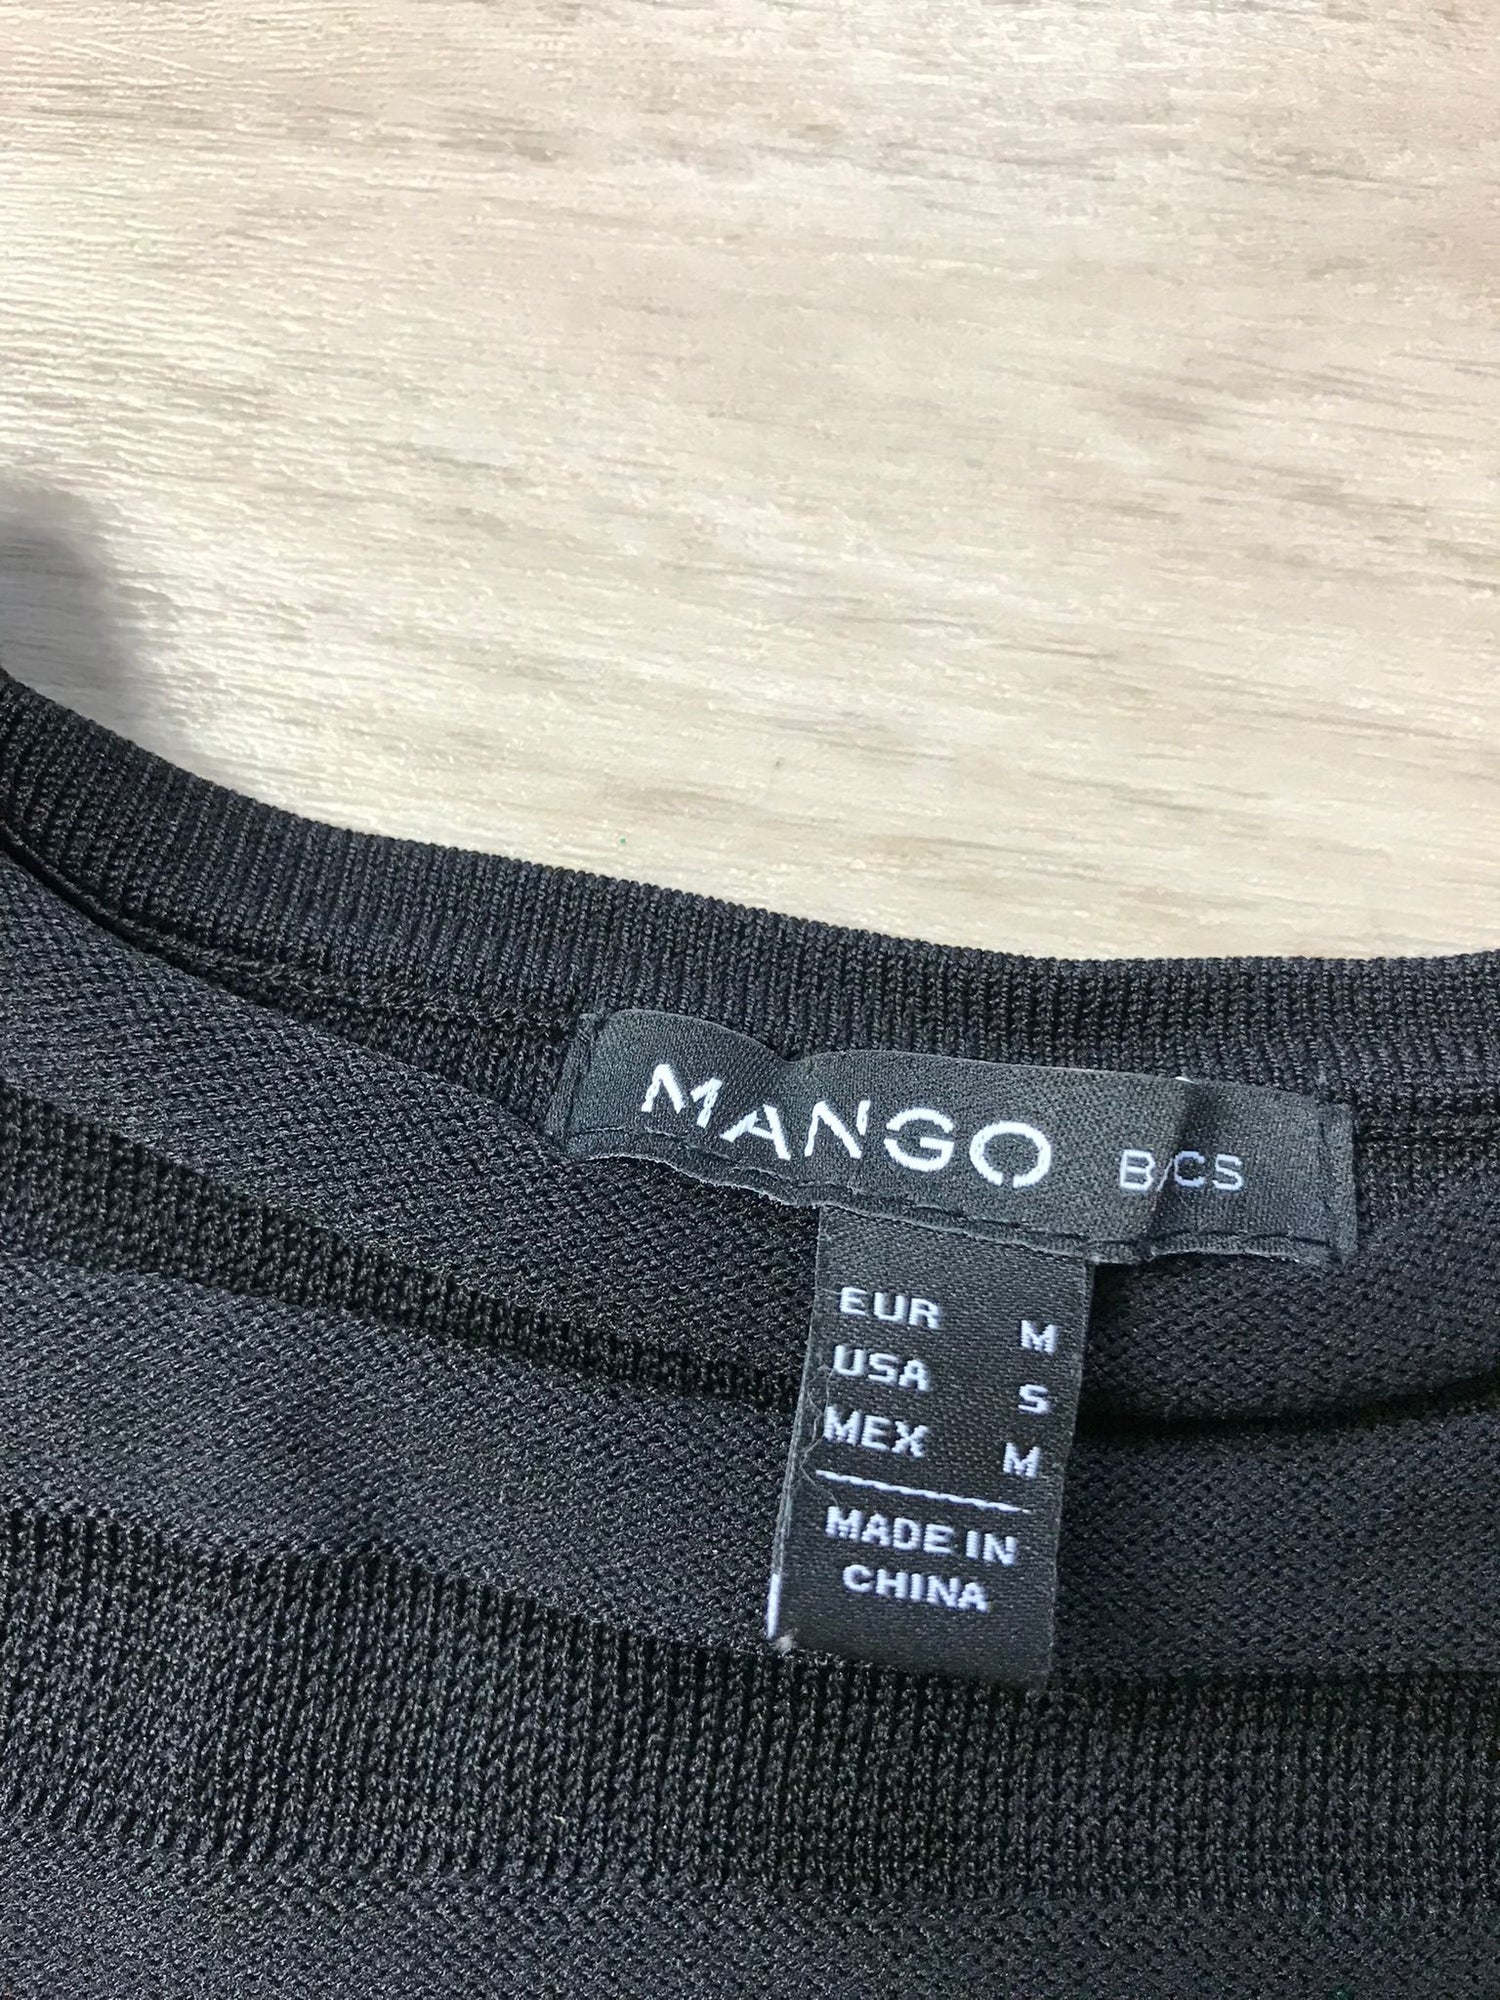 MANGO B/CS
EUR M
USA S
MEX M
MADE IN
CHINA